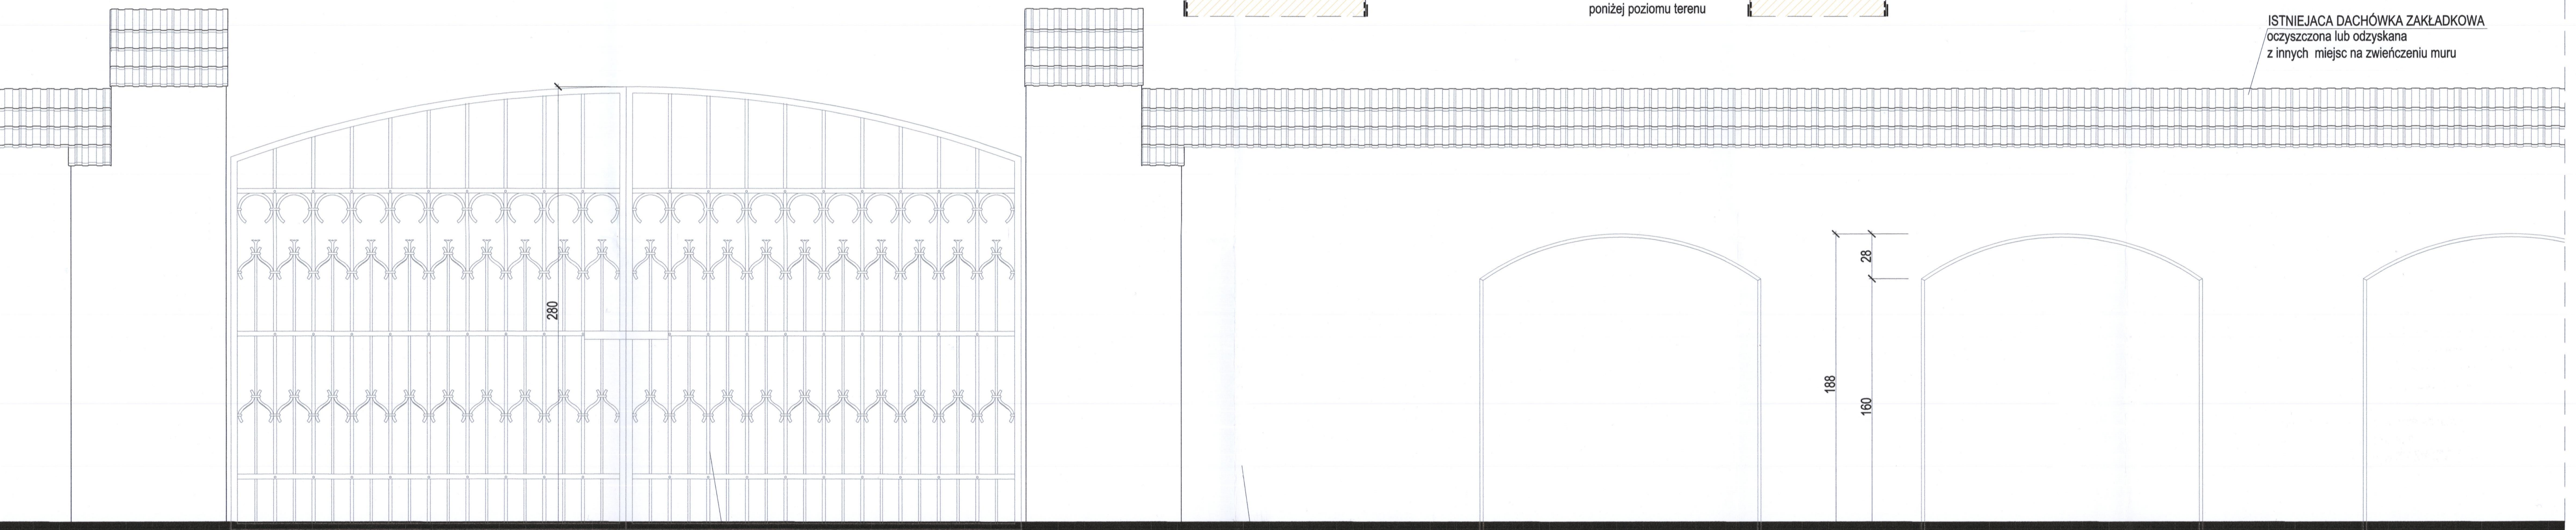 poniżej poziomu terenu
ISTNIEJACA DACHÓWKA ZAKŁADKOWA
oczyszczona lub odzyskana
z innych miejsc na zwieńczeniu muru
280
188
28
160